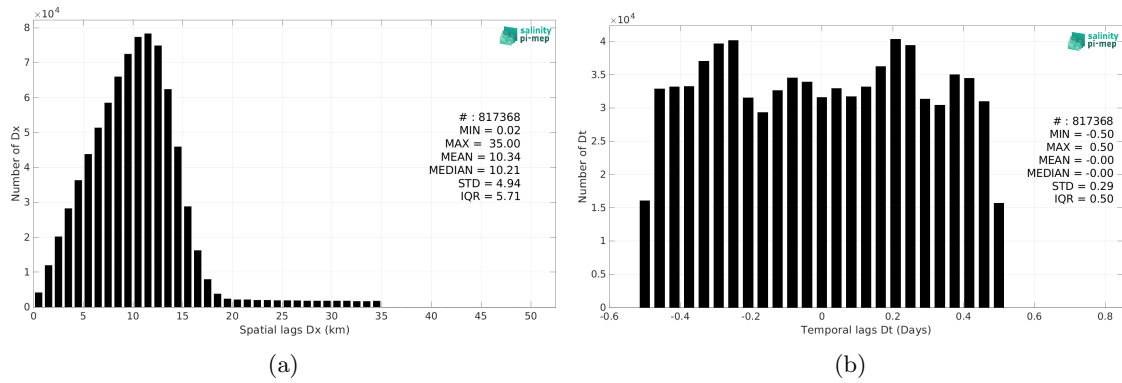 ×10⁴
8
7
6
5
4
3
2
1
0
Number of Dx
salinity
pi-mep
# : 817368
MIN = 0.02
MAX = 35.00
MEAN = 10.34
MEDIAN = 10.21
STD = 4.94
IQR = 5.71
0 5 10 15 20 25 30 35 40 45 50
Spatial lags Dx (km)
(a)
×10⁴
4
3.5
3
2.5
2
1.5
1
0.5
0
Number of Dt
salinity
pi-mep
# : 817368
MIN = -0.50
MAX = 0.50
MEAN = -0.00
MEDIAN = -0.00
STD = 0.29
IQR = 0.50
-0.6 -0.4 -0.2 0 0.2 0.4 0.6 0.8
Temporal lags Dt (Days)
(b)